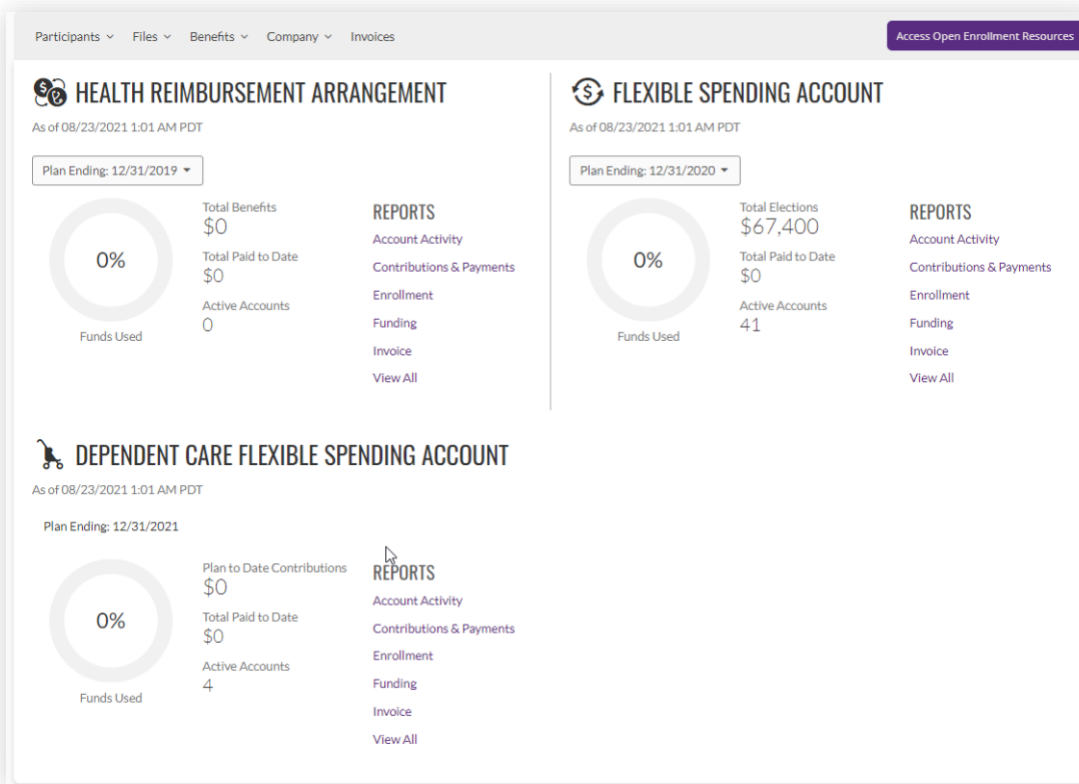 Participants Files Benefits Company Invoices Access Open Enrollment Resources
HEALTH REIMBURSEMENT ARRANGEMENT
As of 08/23/2021 1:01 AM PDT
Plan Ending: 12/31/2019
0%
Funds Used
Total Benefits
$0
Total Paid to Date
$0
Active Accounts
0
REPORTS
Account Activity
Contributions & Payments
Enrollment
Funding
Invoice
View All
FLEXIBLE SPENDING ACCOUNT
As of 08/23/2021 1:01 AM PDT
Plan Ending: 12/31/2020
0%
Funds Used
Total Elections
$67,400
Total Paid to Date
$0
Active Accounts
41
REPORTS
Account Activity
Contributions & Payments
Enrollment
Funding
Invoice
View All
DEPENDENT CARE FLEXIBLE SPENDING ACCOUNT
As of 08/23/2021 1:01 AM PDT
Plan Ending: 12/31/2021
0%
Funds Used
Plan to Date Contributions
$0
Total Paid to Date
$0
Active Accounts
4
REPORTS
Account Activity
Contributions & Payments
Enrollment
Funding
Invoice
View All